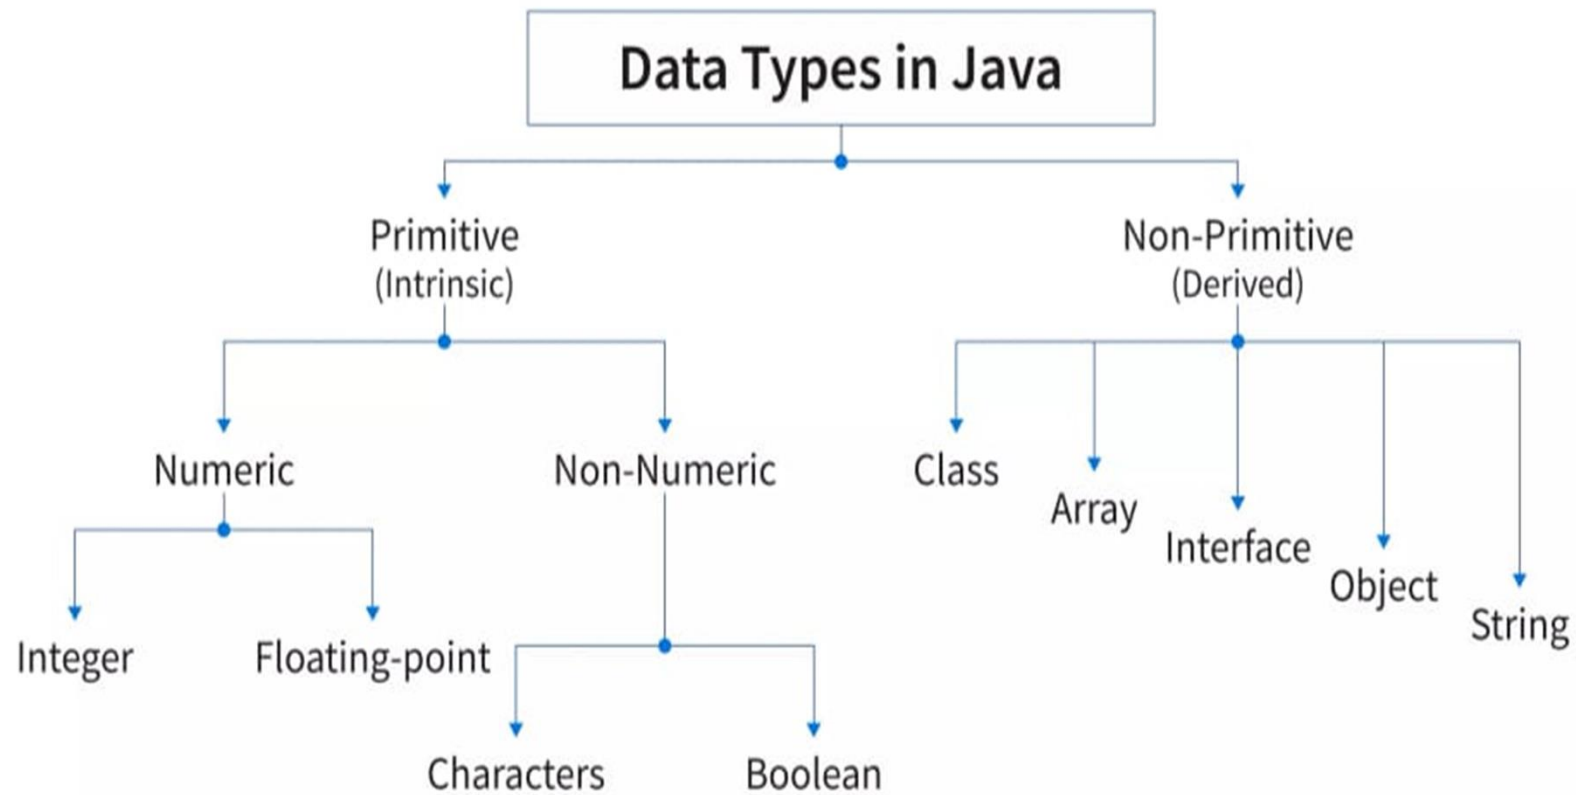 Data Types in Java
Primitive
(Intrinsic)
Non-Primitive
(Derived)
Numeric
Non-Numeric
Class
Array
Interface
Object
String
Integer
Floating-point
Characters
Boolean